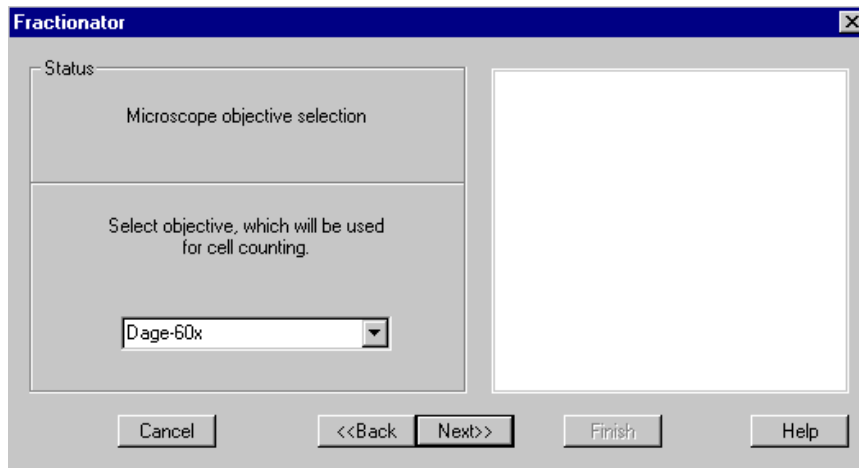 Fractionator
Status
Microscope objective selection
Select objective, which will be used
for cell counting.
Dage-60x
Cancel
<<Back
Next>>
Finish
Help